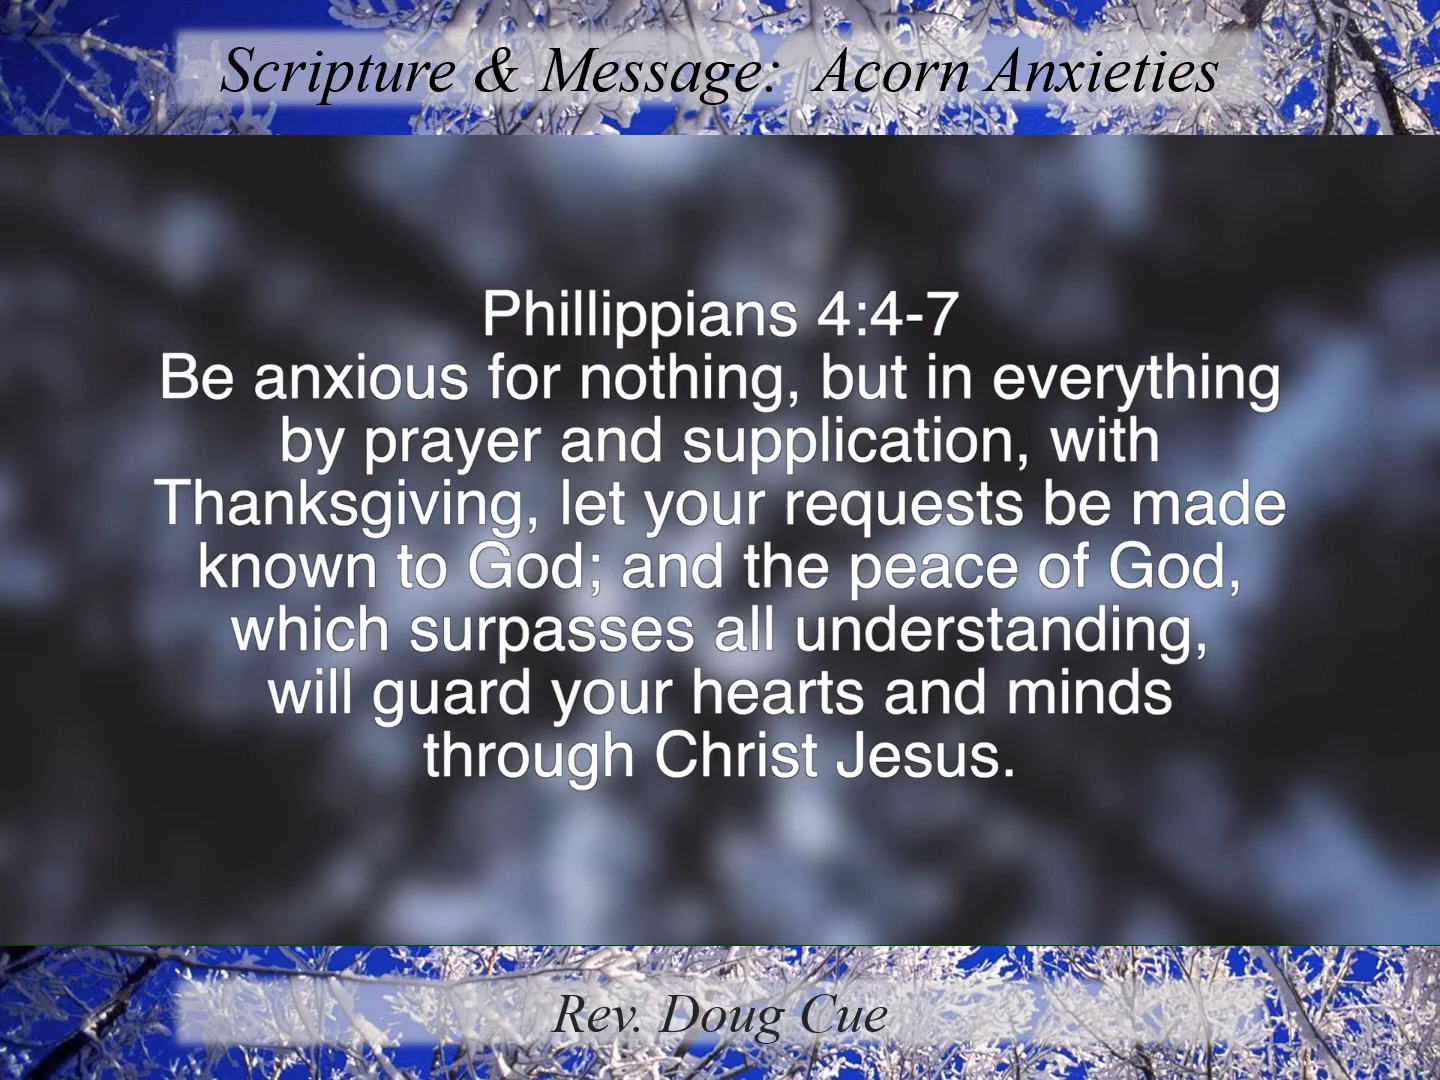 Scripture & Message:  Acorn Anxieties
Phillippians 4:4-7
Be anxious for nothing, but in everything
by prayer and supplication, with
Thanksgiving, let your requests be made
known to God; and the peace of God,
which surpasses all understanding,
will guard your hearts and minds
through Christ Jesus.
Rev. Doug Cue